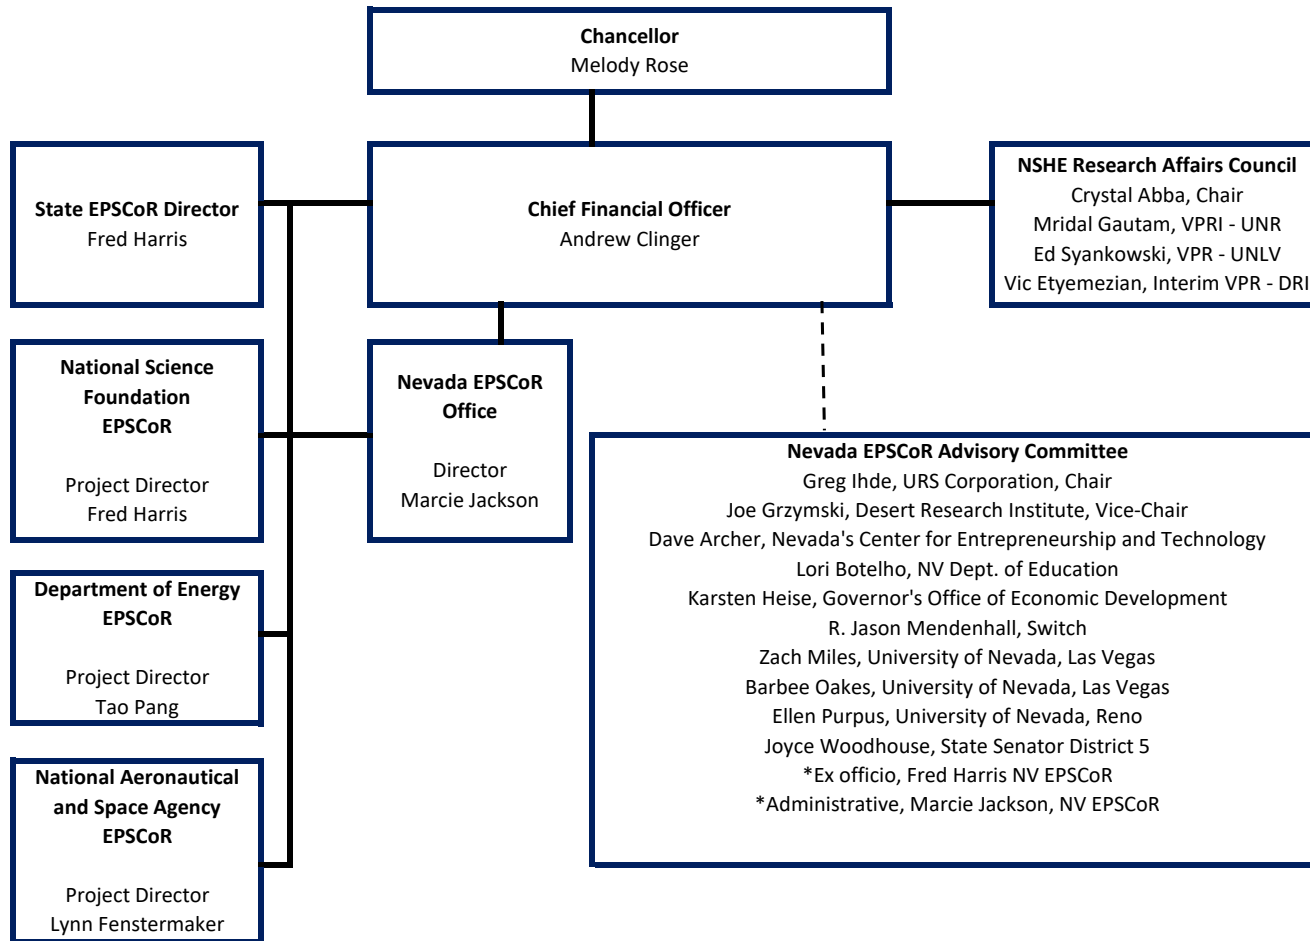 Chancellor
Melody Rose
State EPSCoR Director
Fred Harris
Chief Financial Officer
Andrew Clinger
NSHE Research Affairs Council
Crystal Abba, Chair
Mridal Gautam, VPRI - UNR
Ed Syankowski, VPR - UNLV
Vic Etyemezian, Interim VPR - DRI
National Science
Foundation
EPSCoR
Project Director
Fred Harris
Nevada EPSCoR
Office
Director
Marcie Jackson
Department of Energy
EPSCoR
Project Director
Tao Pang
National Aeronautical
and Space Agency
EPSCoR
Project Director
Lynn Fenstermaker
Nevada EPSCoR Advisory Committee
Greg Ihde, URS Corporation, Chair
Joe Grzymski, Desert Research Institute, Vice-Chair
Dave Archer, Nevada's Center for Entrepreneurship and Technology
Lori Botelho, NV Dept. of Education
Karsten Heise, Governor's Office of Economic Development
R. Jason Mendenhall, Switch
Zach Miles, University of Nevada, Las Vegas
Barbee Oakes, University of Nevada, Las Vegas
Ellen Purpus, University of Nevada, Reno
Joyce Woodhouse, State Senator District 5
*Ex officio, Fred Harris NV EPSCoR
*Administrative, Marcie Jackson, NV EPSCoR